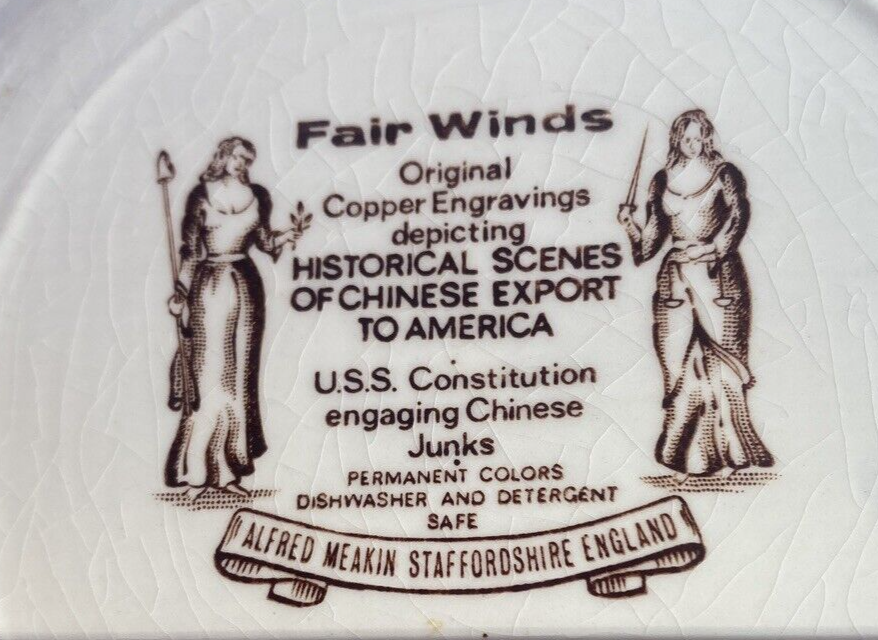 Fair Winds
Original
Copper Engravings
depicting
HISTORICAL SCENES
OF CHINESE EXPORT
TO AMERICA
U.S.S. Constitution
engaging Chinese
Junks
PERMANENT COLORS
DISHWASHER AND DETERGENT
SAFE
ALFRED MEAKIN STAFFORDSHIRE ENGLAND